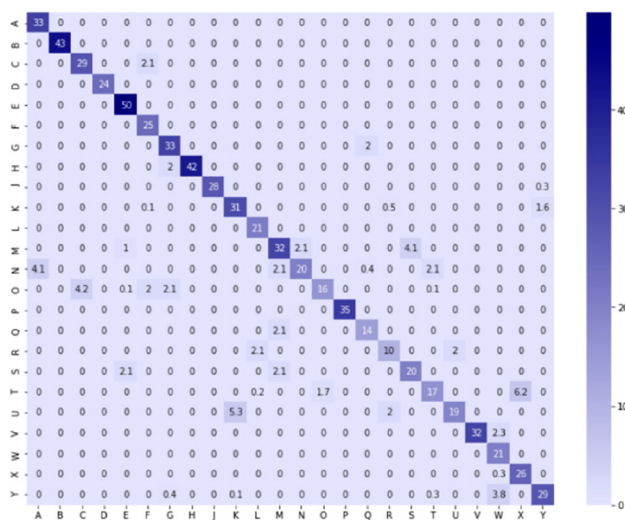 A 33 0 0 0 0 0 0 0 0 0 0 0 0 0 0 0 0 0 0 0 0 0 0 0
B 0 43 0 0 0 0 0 0 0 0 0 0 0 0 0 0 0 0 0 0 0 0 0 0
C 0 0 29 0 0 2.1 0 0 0 0 0 0 0 0 0 0 0 0 0 0 0 0 0 0
D 0 0 0 24 0 0 0 0 0 0 0 0 0 0 0 0 0 0 0 0 0 0 0 0
E 0 0 0 0 50 0 0 0 0 0 0 0 0 0 0 0 0 0 0 0 0 0 0 0
F 0 0 0 0 0 25 0 0 0 0 0 0 0 0 0 0 0 0 0 0 0 0 0 0
G 0 0 0 0 0 0 33 0 0 0 0 0 0 0 0 2 0 0 0 0 0 0 0 0
H 0 0 0 0 0 0 2 42 0 0 0 0 0 0 0 0 0 0 0 0 0 0 0 0
J 0 0 0 0 0 0 0 0 28 0 0 0 0 0 0 0 0 0 0 0 0 0 0 0.3
K 0 0 0 0 0 0.1 0 0 0 31 0 0 0 0 0 0 0.5 0 0 0 0 0 0 1.6
L 0 0 0 0 0 0 0 0 0 0 21 0 0 0 0 0 0 0 0 0 0 0 0 0
M 0 0 0 0 1 0 0 0 0 0 0 32 2.1 0 0 0 0 4.1 0 0 0 0 0 0
N 4.1 0 0 0 0 0 0 0 0 0 0 2.1 20 0 0 0.4 0 0 2.1 0 0 0 0 0
O 0 0 4.2 0 0.1 2 2.1 0 0 0 0 0 0 16 0 0 0 0 0.1 0 0 0 0 0
P 0 0 0 0 0 0 0 0 0 0 0 0 0 0 35 0 0 0 0 0 0 0 0 0
Q 0 0 0 0 0 0 0 0 0 0 0 2.1 0 0 0 14 0 0 0 0 0 0 0 0
R 0 0 0 0 0 0 0 0 0 0 2.1 0 0 0 0 0 10 0 0 2 0 0 0 0
S 0 0 0 0 2.1 0 0 0 0 0 0 2.1 0 0 0 0 0 20 0 0 0 0 0 0
T 0 0 0 0 0 0 0 0 0 0 0.2 0 0 1.7 0 0 0 0 17 0 0 0 6.2 0
U 0 0 0 0 0 0 0 0 0 5.3 0 0 0 0 0 0 2 0 0 19 0 0 0 0
V 0 0 0 0 0 0 0 0 0 0 0 0 0 0 0 0 0 0 0 0 32 2.3 0 0
W 0 0 0 0 0 0 0 0 0 0 0 0 0 0 0 0 0 0 0 0 0 21 0 0
X 0 0 0 0 0 0 0 0 0 0 0 0 0 0 0 0 0 0 0 0 0 0.3 26 0
Y 0 0 0 0 0 0 0.4 0 0 0.1 0 0 0 0 0 0 0 0 0.3 0 0 3.8 0 29
A B C D E F G H J K L M N O P Q R S T U V W X Y
40
30
20
10
0